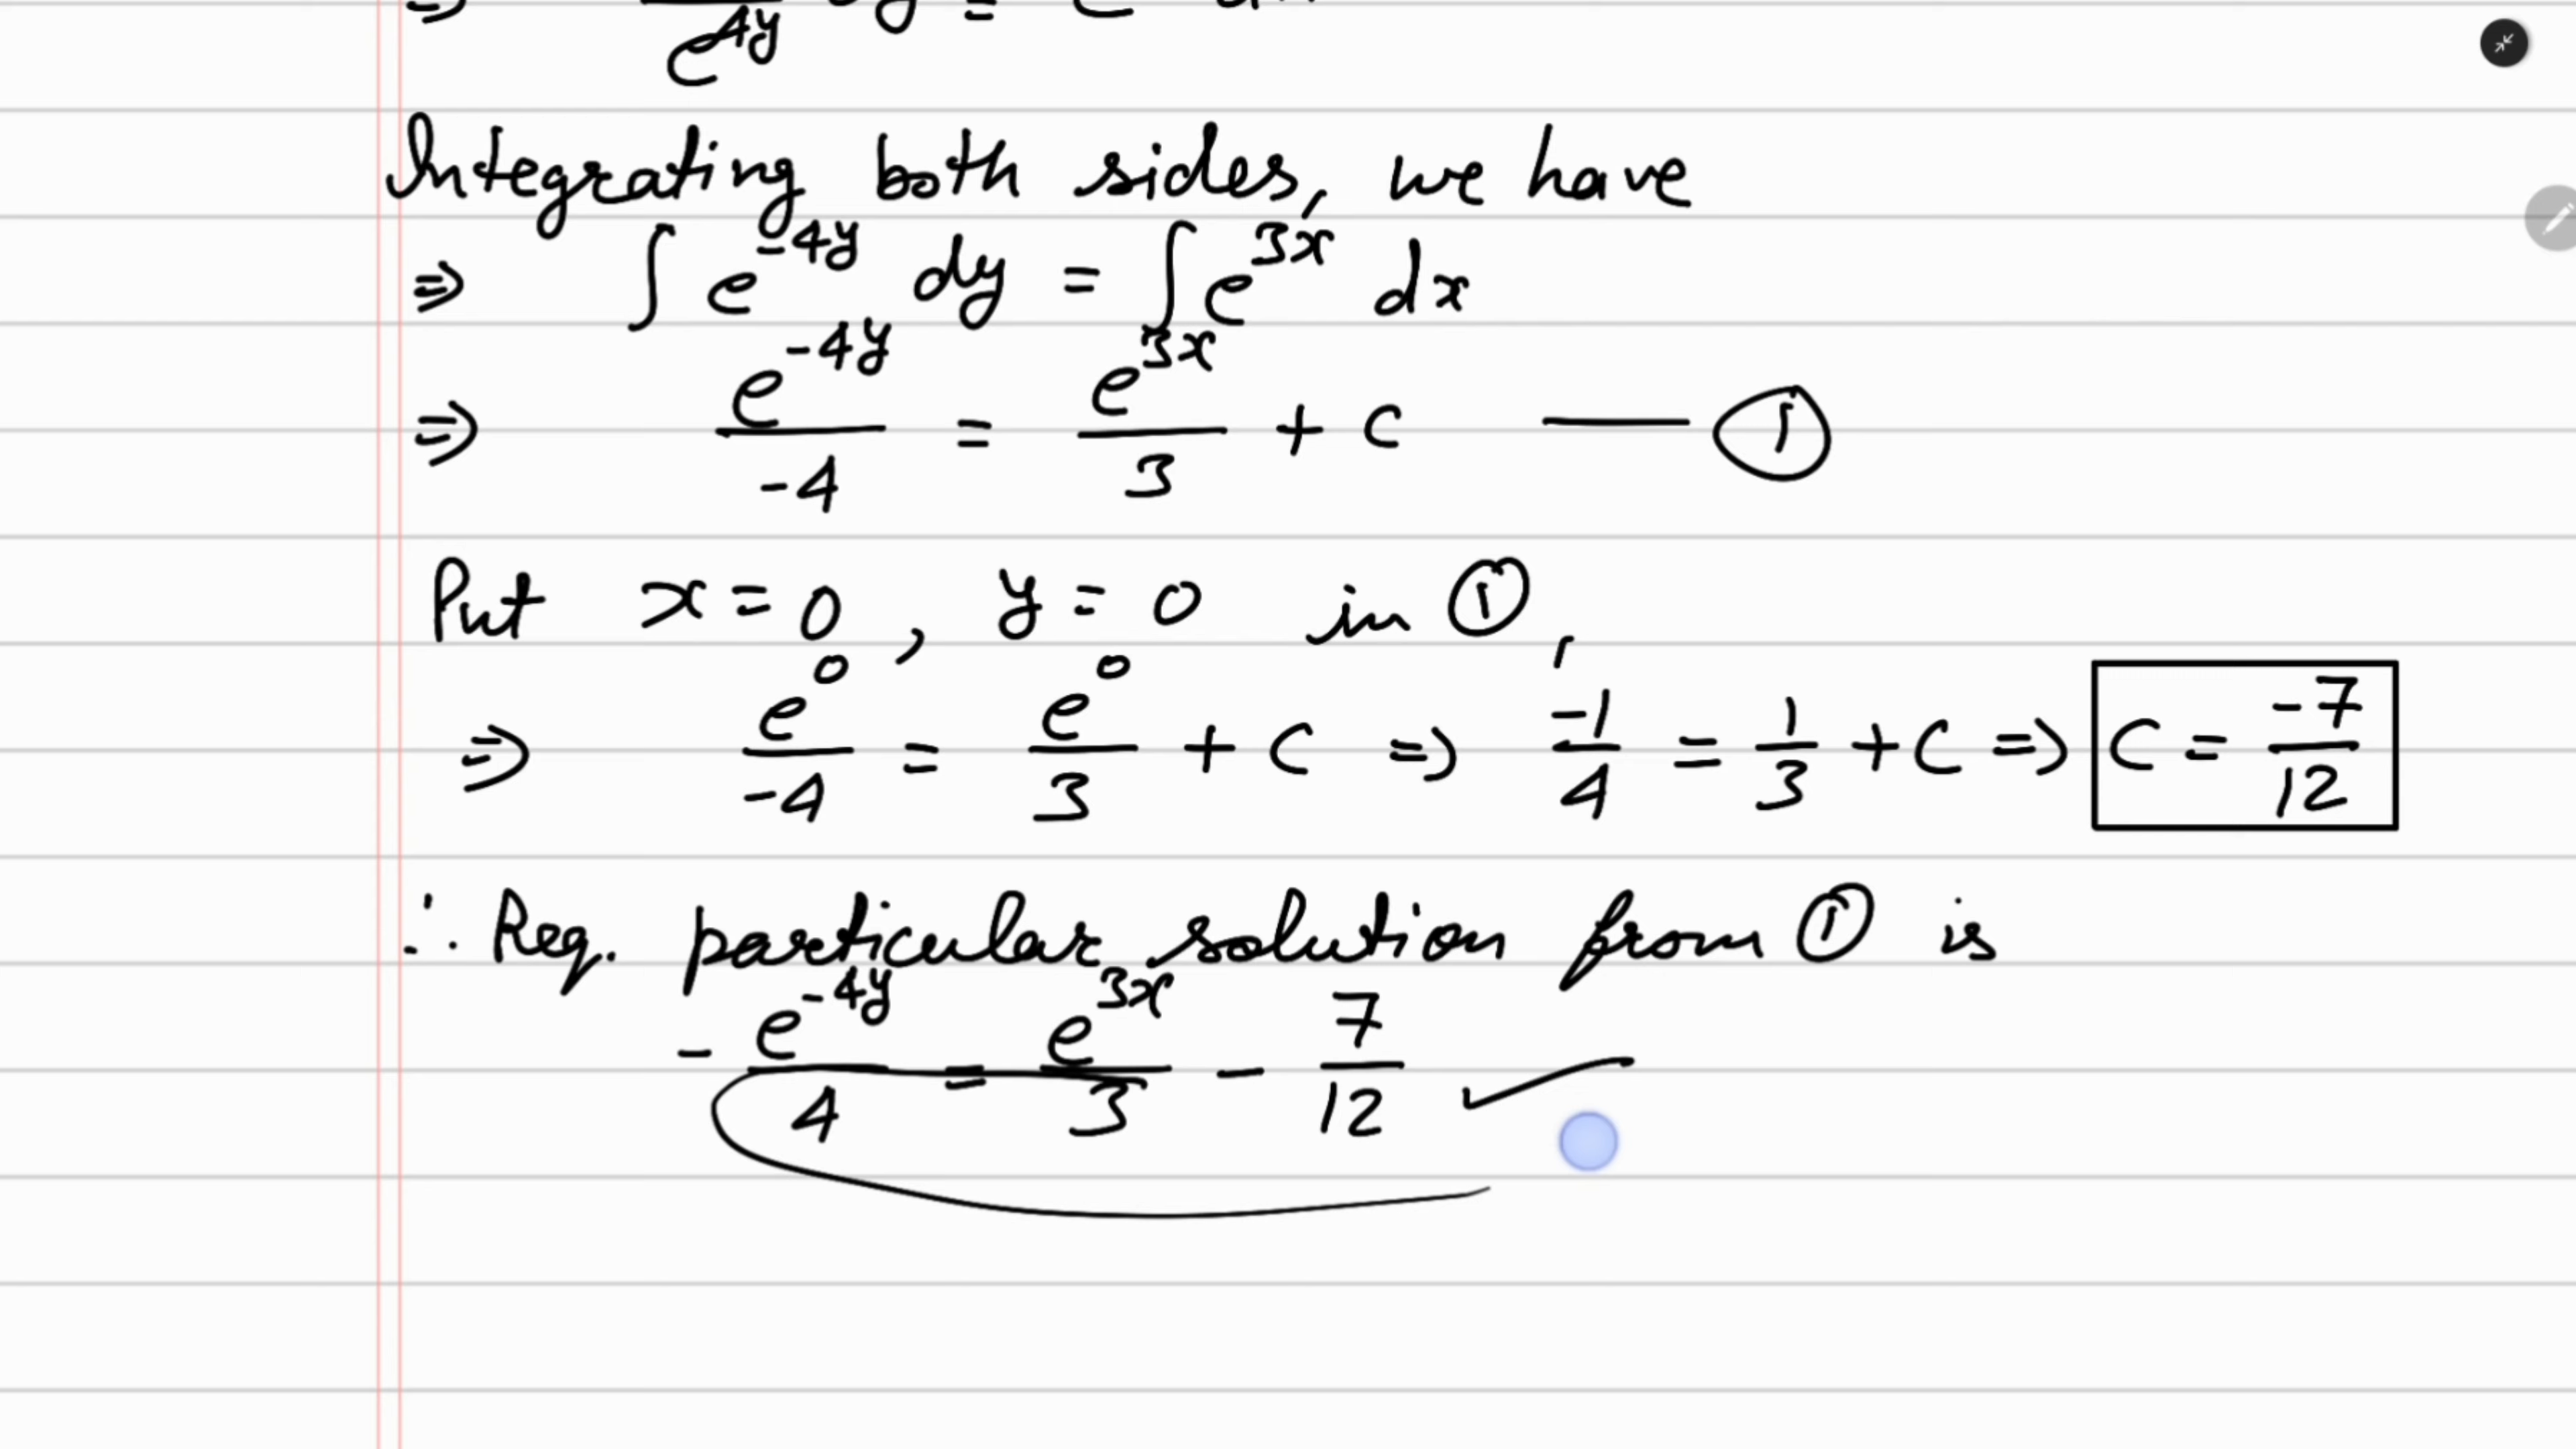 ⇒ e^{4y} =
Integrating both sides, we have
⇒ ∫ e^{-4y} dy = ∫ e^{3x} dx
⇒ e^{-4y}/-4 = e^{3x}/3 + C —— ①
Put x = 0, y = 0 in ①,
⇒ e^0/-4 = e^0/3 + C ⇒ -1/4 = 1/3 + C ⇒ C = -7/12
∴ Req. particular solution from ① is
- e^{-4y}/4 = e^{3x}/3 - 7/12 ✓